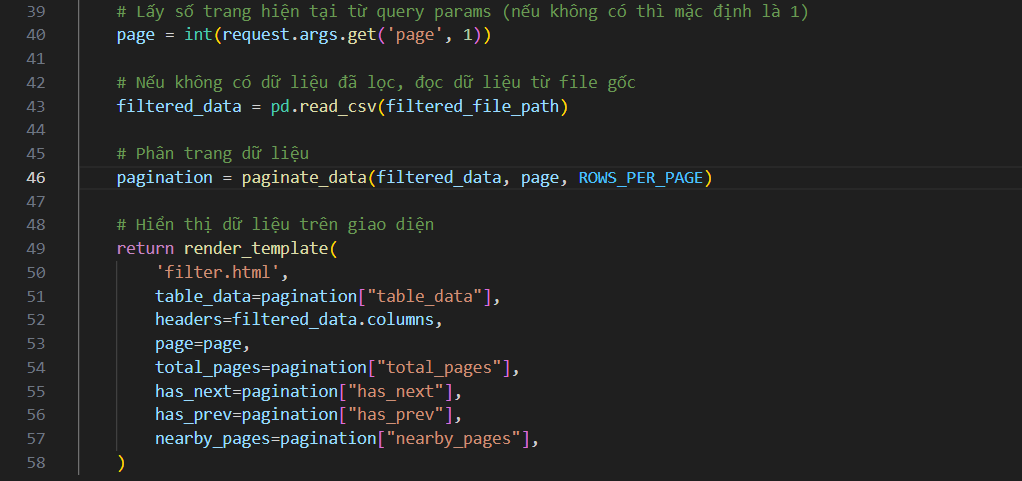 39 # Lấy số trang hiện tại từ query params (nếu không có thì mặc định là 1)
40 page = int(request.args.get('page', 1))
41
42 # Nếu không có dữ liệu đã lọc, đọc dữ liệu từ file gốc
43 filtered_data = pd.read_csv(filtered_file_path)
44
45 # Phân trang dữ liệu
46 pagination = paginate_data(filtered_data, page, ROWS_PER_PAGE)
47
48 # Hiển thị dữ liệu trên giao diện
49 return render_template(
50 'filter.html',
51 table_data=pagination["table_data"],
52 headers=filtered_data.columns,
53 page=page,
54 total_pages=pagination["total_pages"],
55 has_next=pagination["has_next"],
56 has_prev=pagination["has_prev"],
57 nearby_pages=pagination["nearby_pages"],
58 )